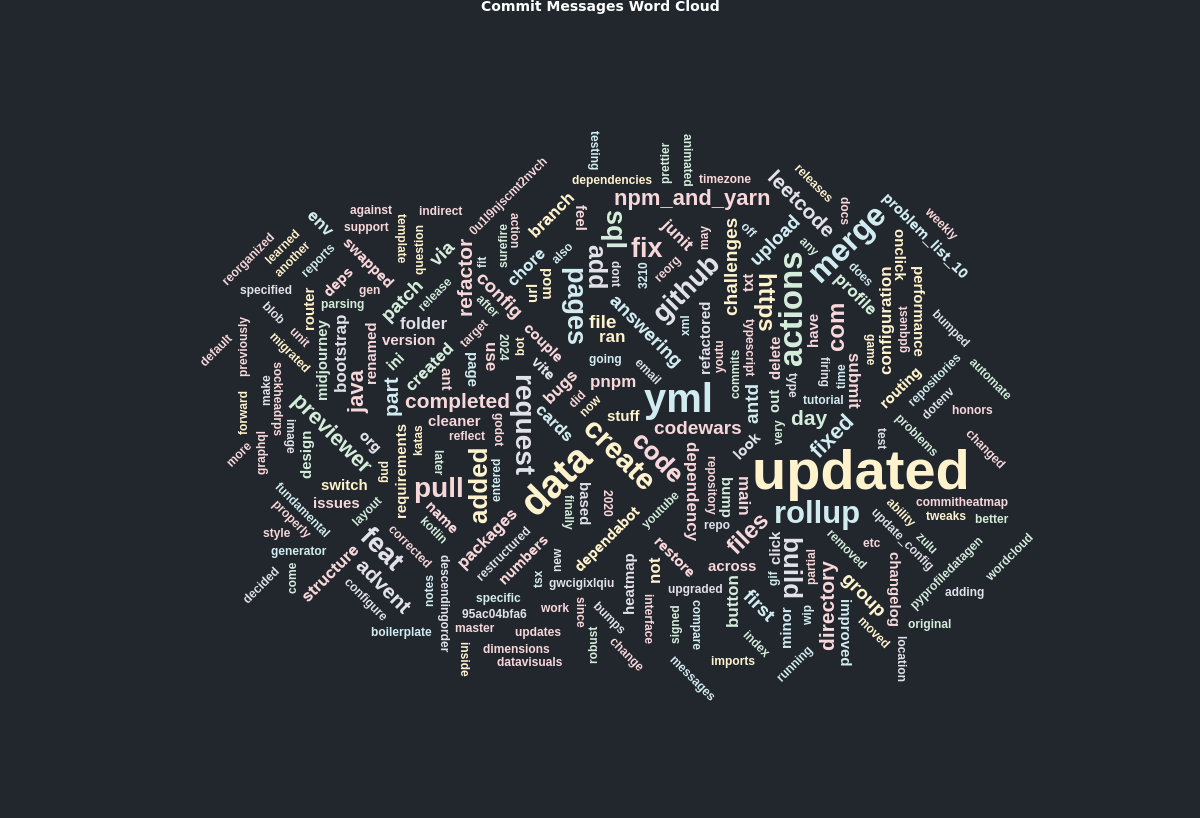 Commit Messages Word Cloud
testing
prettier
animated
dependencies
timezone
releases
0u1l9njscmt2nvch
npm_and_yarn
leetcode
docs
problem_list_10
weekly
against
indirect
support
template
question
env
swapped
learned
another
reorganized
reports
deps
gen
via
action
surefire
fit
branch
also
feel
sql
fix
junit
may
off
challenges
upload
any
merge
does
onclick
performance
configuration
profile
specified
parsing
router
blob
unit
migrated
default
previously
patch
release
refactor
chore
config
after
url
pom
pages
add
dont
3210
reorg
github
xml
https
txt
actions
have
com
game
gdquest
bumped
folder
version
midjourney
bootstrap
renamed
ini
created
target
2024
bot
couple
vite
file
ran
answering
going
email
refactored
youtu
typescript
commits
delete
type
firing
time
submit
tutorial
routing
repositories
dotenv
automate
honors
make
sockheadrps
image
forward
graphql
more
design
java
part
ant
page
use
completed
cleaner
reflect
godot
bugs
did
now
pnpm
stuff
yml
antd
out
very
day
codewars
look
fixed
test
problems
changed
previewer
org
png
requirements
katas
later
switch
issues
layout
request
cards
create
code
data
entered
added
pull
name
kotlin
corrected
packages
restructured
numbers
finally
based
2020
youtube
dependabot
dependency
repository
bump
main
repo
updated
rollup
files
click
build
gif
partial
removed
etc
ability
update_config
zulu
commitheatmap
tweaks
better
wordcloud
pyprofiledatagen
fundamental
properly
style
generator
come
decided
structure
feat
advent
configure
notes
descendingorder
boilerplate
95ac04bfa6
specific
master
updates
work
since
tsx
new
gwcigixlqiu
heatmap
not
restore
across
upgraded
button
first
minor
wip
directory
improved
group
moved
changelog
adding
original
location
inside
dimensions
datavisuals
robust
bumps
change
interface
signed
compare
messages
imports
index
running